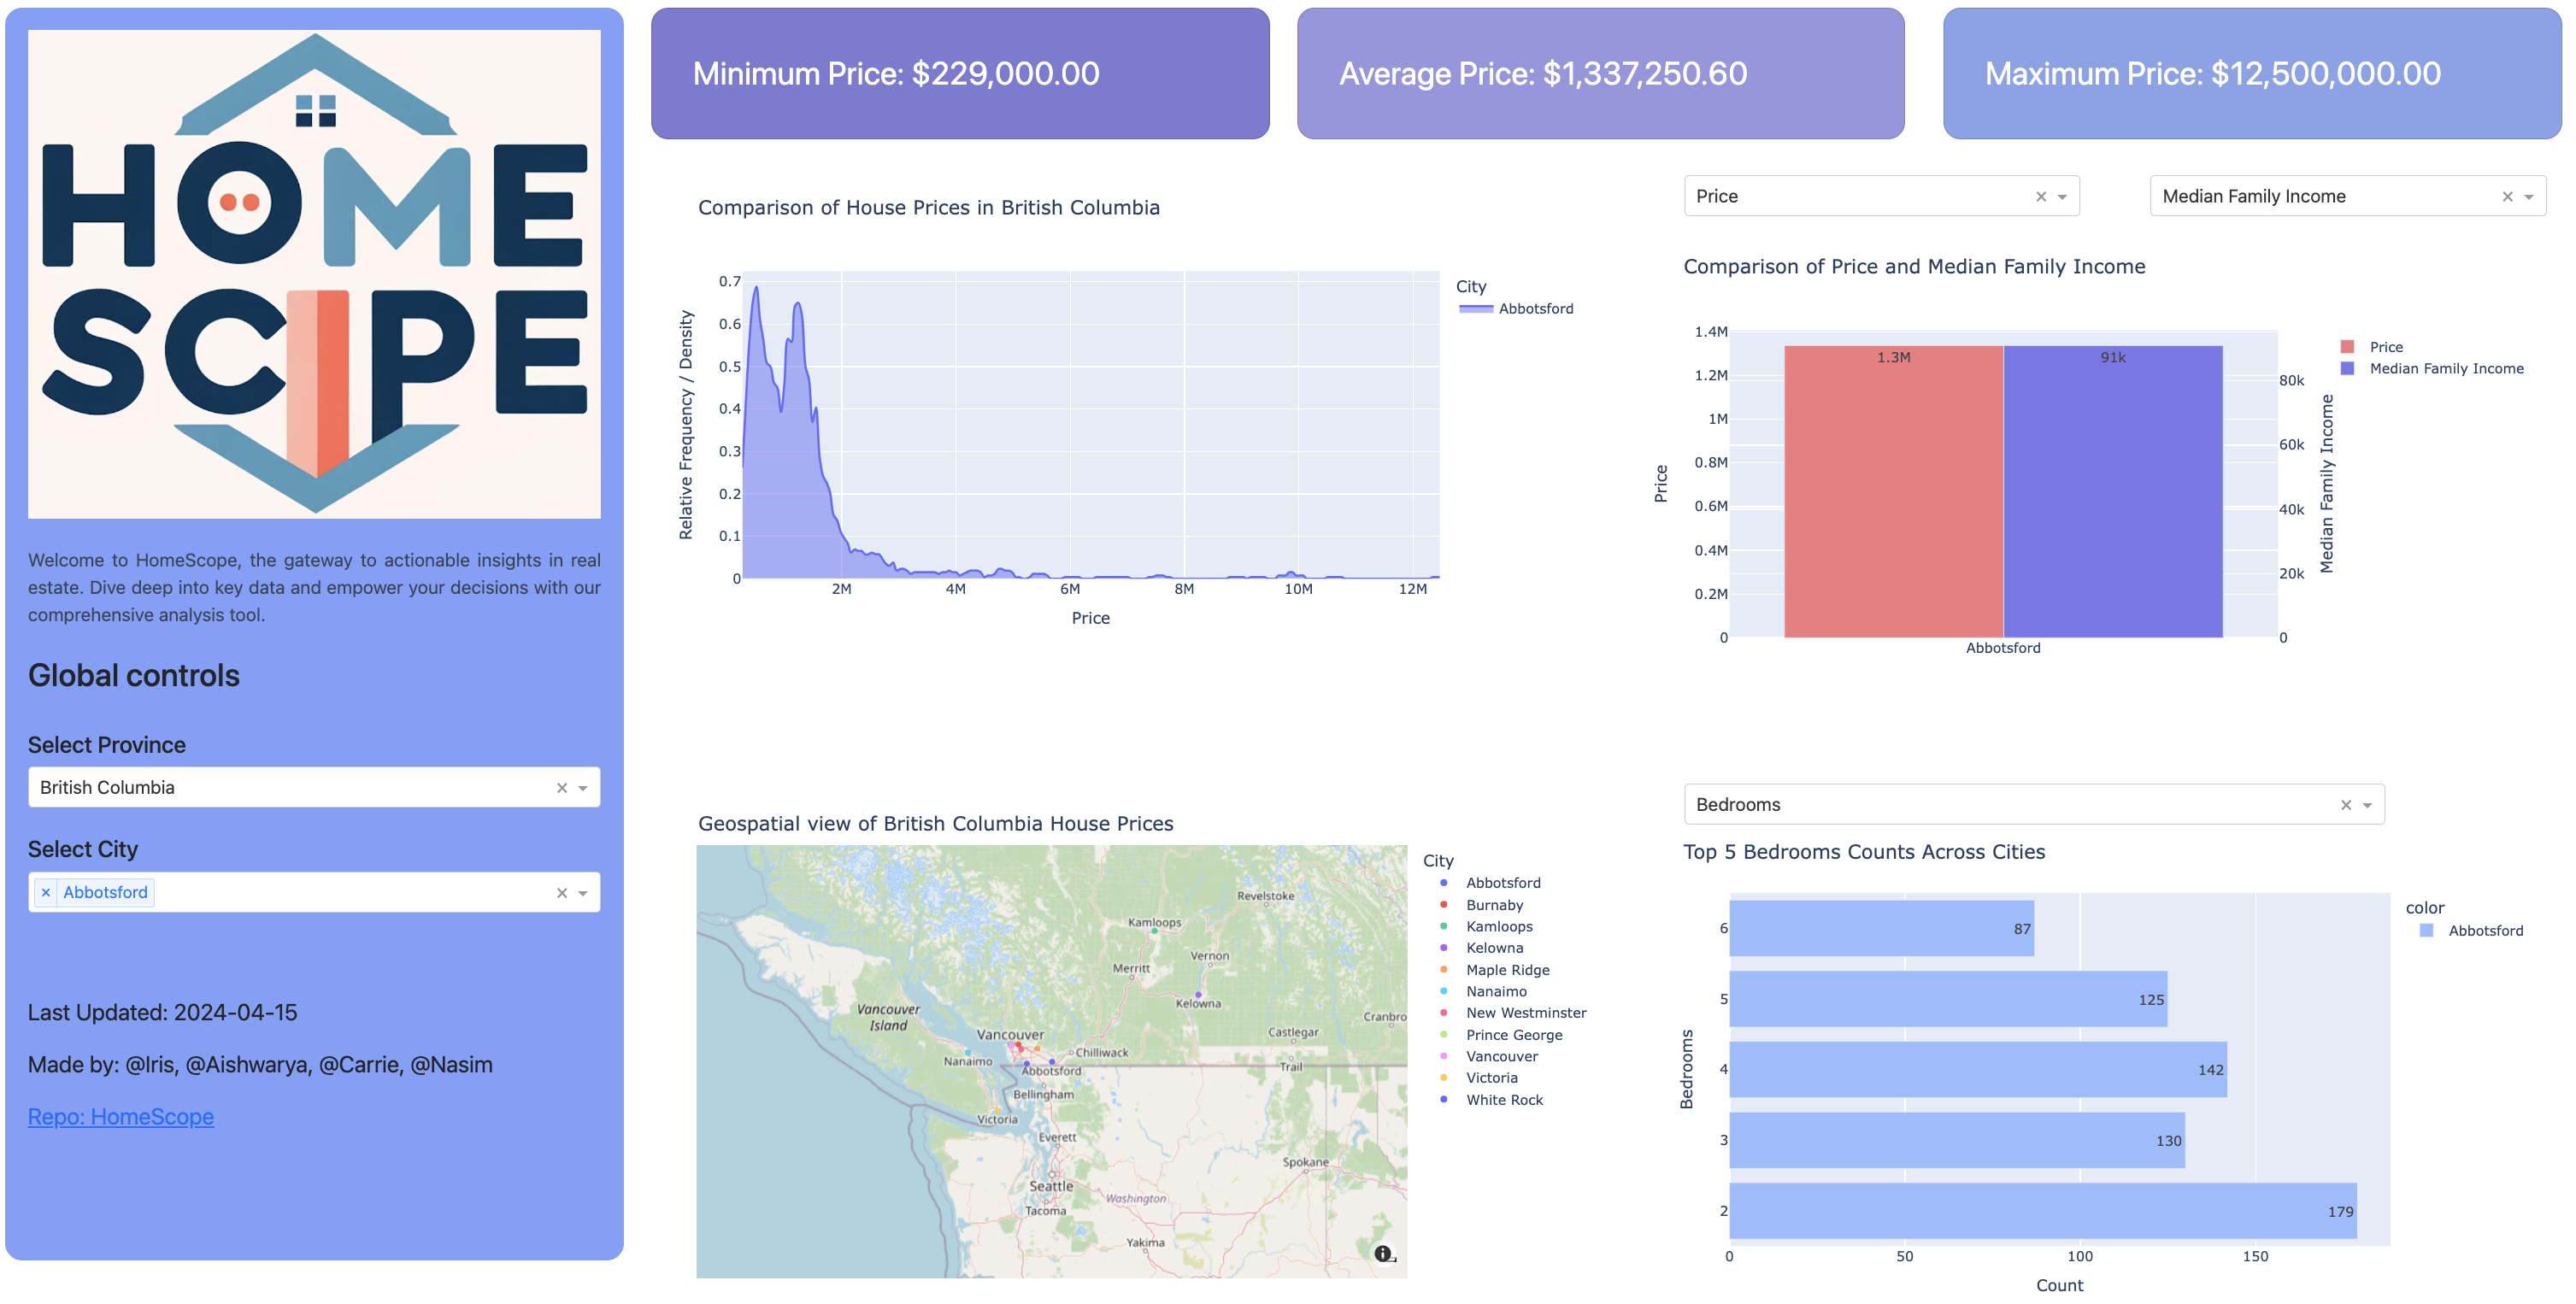 HOME
SCOPE
Welcome to HomeScope, the gateway to actionable insights in real
estate. Dive deep into key data and empower your decisions with our
comprehensive analysis tool.
Global controls
Select Province
British Columbia
Select City
× Abbotsford
Last Updated: 2024-04-15
Made by: @Iris, @Aishwarya, @Carrie, @Nasim
Repo: HomeScope
Minimum Price: $229,000.00
Average Price: $1,337,250.60
Maximum Price: $12,500,000.00
Comparison of House Prices in British Columbia
Relative Frequency / Density
0.7
0.6
0.5
0.4
0.3
0.2
0.1
0
2M 4M 6M 8M 10M 12M
Price
City
Abbotsford
Price
Median Family Income
Comparison of Price and Median Family Income
Price
1.4M
1.2M
1M
0.8M
0.6M
0.4M
0.2M
0
1.3M 91k
Abbotsford
80k
60k
40k
20k
0
Median Family Income
Price
Median Family Income
Geospatial view of British Columbia House Prices
Revelstoke
Kamloops
Vernon
Merritt
Kelowna
Vancouver
Island
Cranbro
Castlegar
Vancouver
Chilliwack
Nanaimo
Abbotsford
Trail
Bellingham
Victoria
Everett
Spokane
Seattle
Washington
Tacoma
Yakima
City
Abbotsford
Burnaby
Kamloops
Kelowna
Maple Ridge
Nanaimo
New Westminster
Prince George
Vancouver
Victoria
White Rock
Bedrooms
Top 5 Bedrooms Counts Across Cities
Bedrooms
6 87
5 125
4 142
3 130
2 179
0 50 100 150
Count
color
Abbotsford